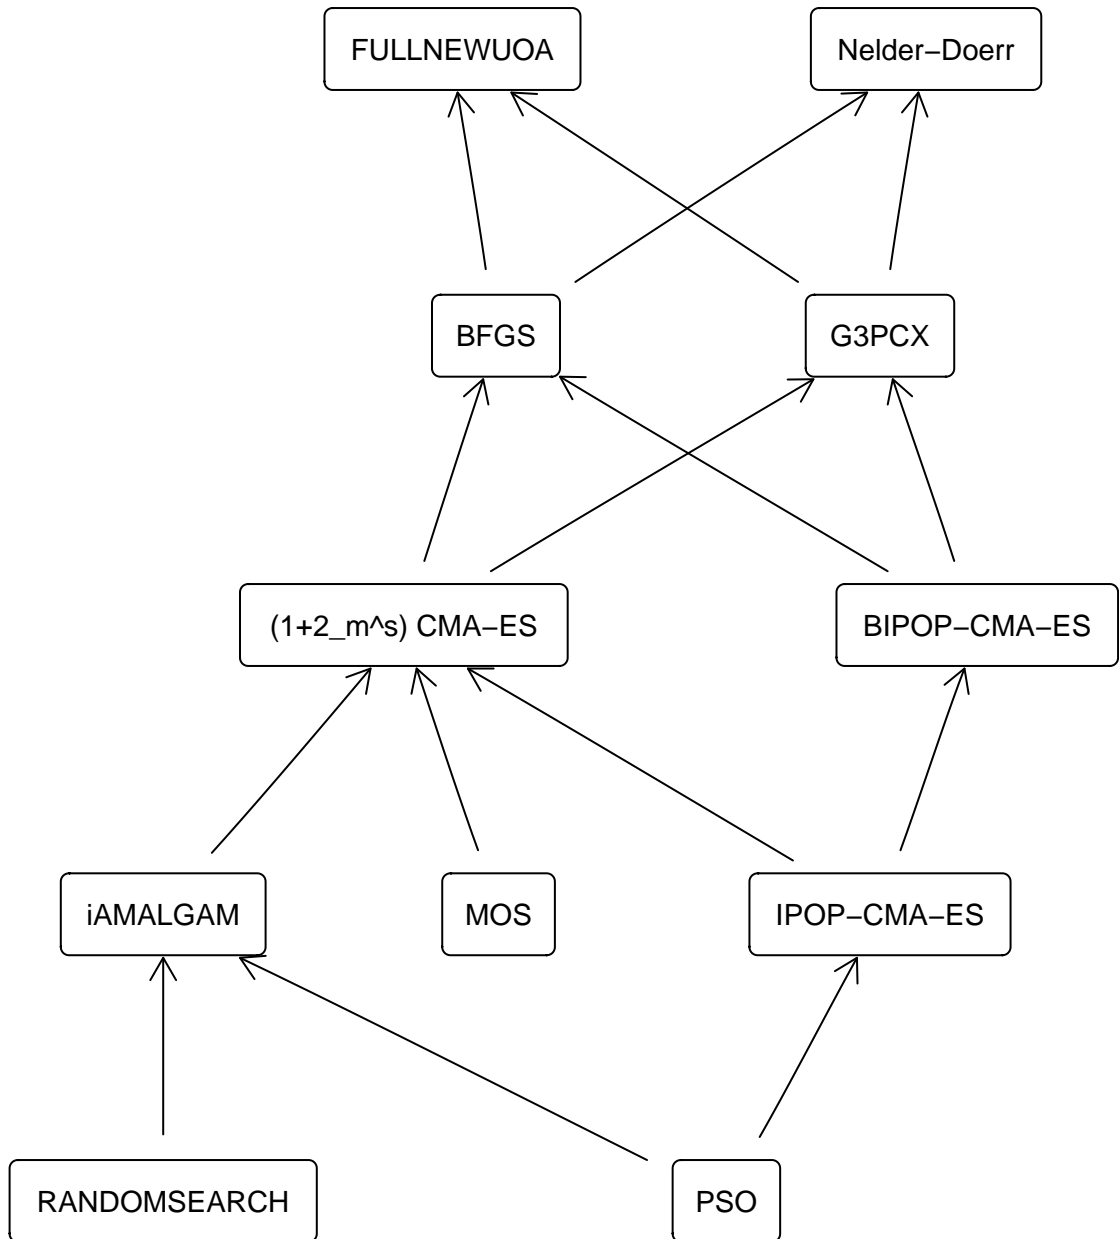 FULLNEWUOA
Nelder−Doerr
BFGS
G3PCX
(1+2_m^s) CMA−ES
BIPOP−CMA−ES
iAMALGAM
MOS
IPOP−CMA−ES
RANDOMSEARCH
PSO